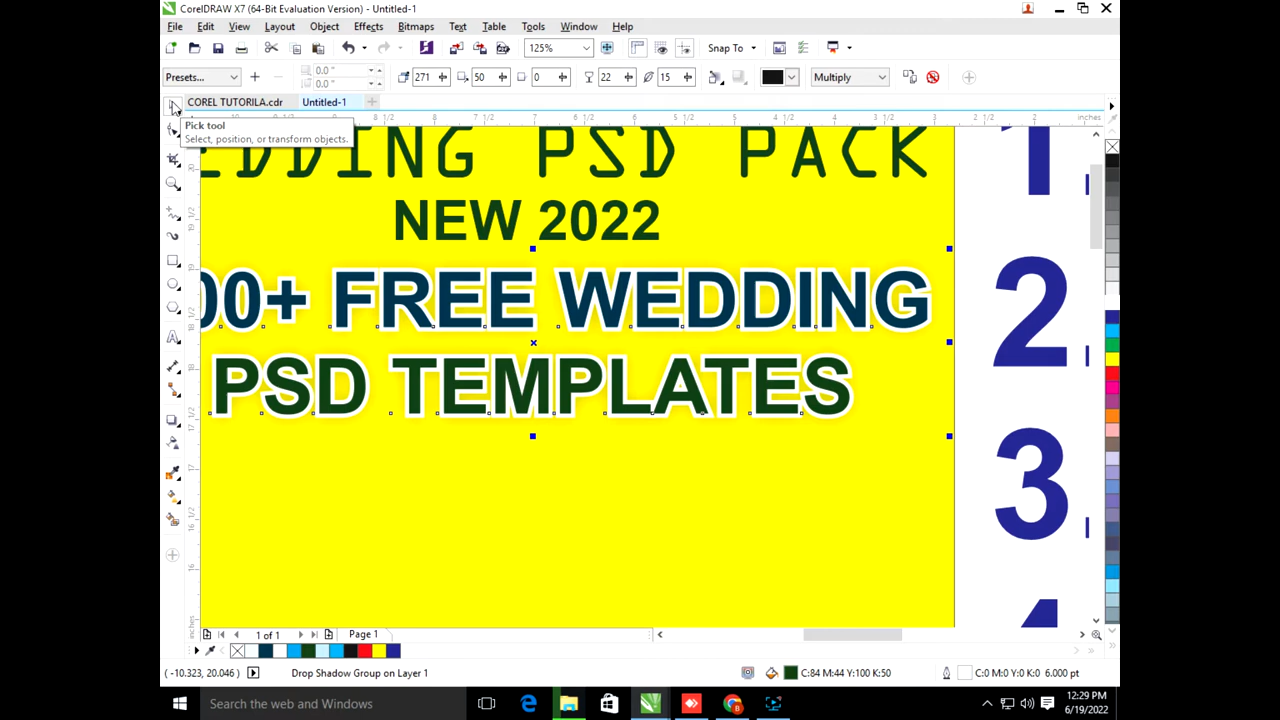 CorelDRAW X7 (64-Bit Evaluation Version) - Untitled-1
File Edit View Layout Object Effects Bitmaps Text Table Tools Window Help
125% Snap To
Presets... 0.0 ° 0.0 ° 271 50 0 22 15 Multiply
COREL TUTORILA.cdr Untitled-1
Pick tool
Select, position, or transform objects.
inches
EDDING PSD PACK
NEW 2022
00+ FREE WEDDING
PSD TEMPLATES
1.
2.
3.
4
1 of 1 Page 1
( -10.323, 20.046 ) Drop Shadow Group on Layer 1 C:84 M:44 Y:100 K:50 C:0 M:0 Y:0 K:0 6.000 pt
Search the web and Windows
12:29 PM
6/19/2022